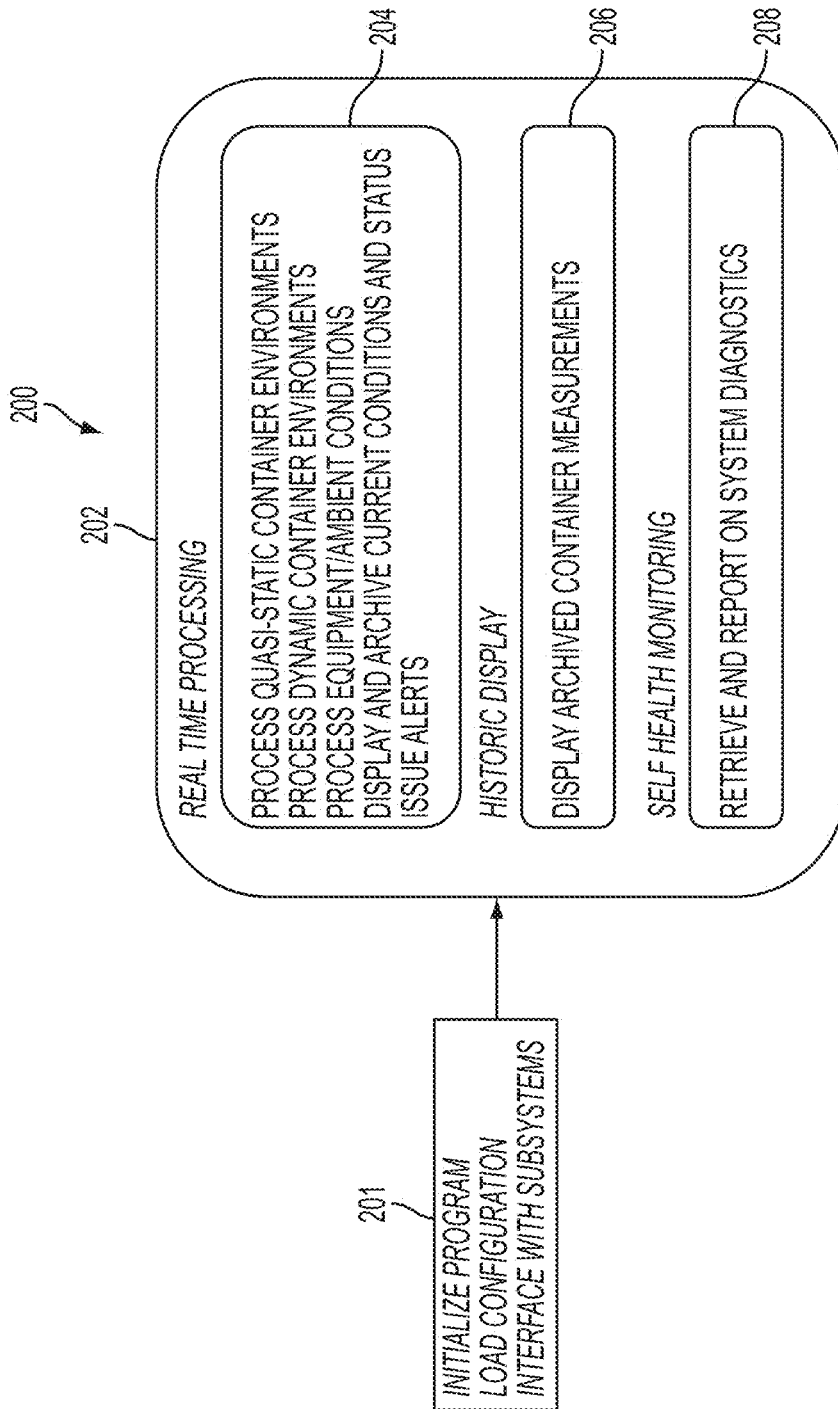 200
202
REAL TIME PROCESSING
PROCESS QUASI-STATIC CONTAINER ENVIRONMENTS
PROCESS DYNAMIC CONTAINER ENVIRONMENTS
PROCESS EQUIPMENT/AMBIENT CONDITIONS
DISPLAY AND ARCHIVE CURRENT CONDITIONS AND STATUS
ISSUE ALERTS
204
HISTORIC DISPLAY
DISPLAY ARCHIVED CONTAINER MEASUREMENTS
206
SELF HEALTH MONITORING
RETRIEVE AND REPORT ON SYSTEM DIAGNOSTICS
208
201
INITIALIZE PROGRAM
LOAD CONFIGURATION
INTERFACE WITH SUBSYSTEMS